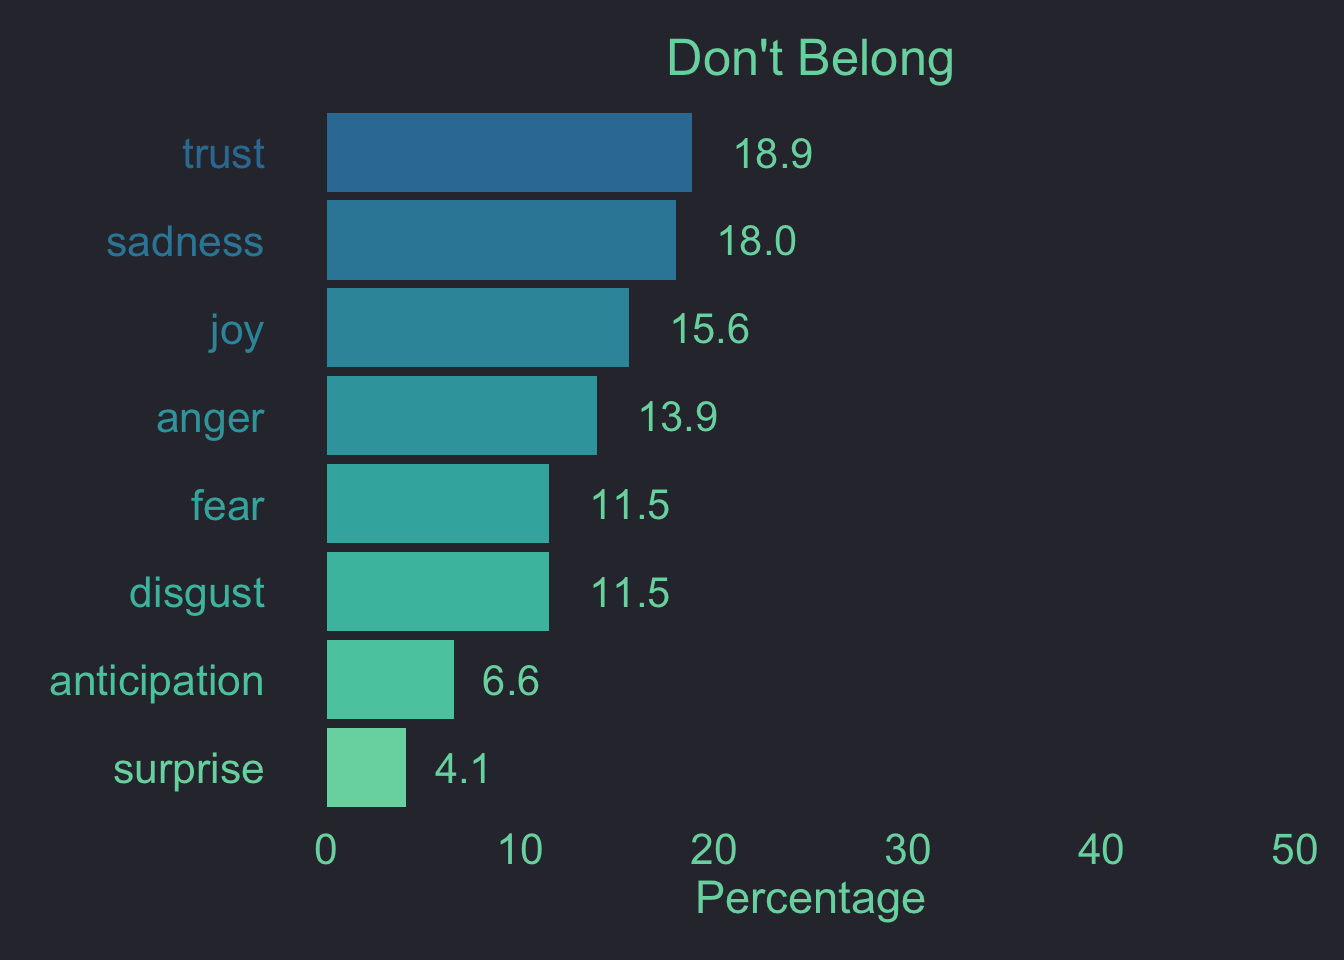 Don't Belong
trust 18.9
sadness 18.0
joy 15.6
anger 13.9
fear 11.5
disgust 11.5
anticipation 6.6
surprise 4.1
0 10 20 30 40 50
Percentage